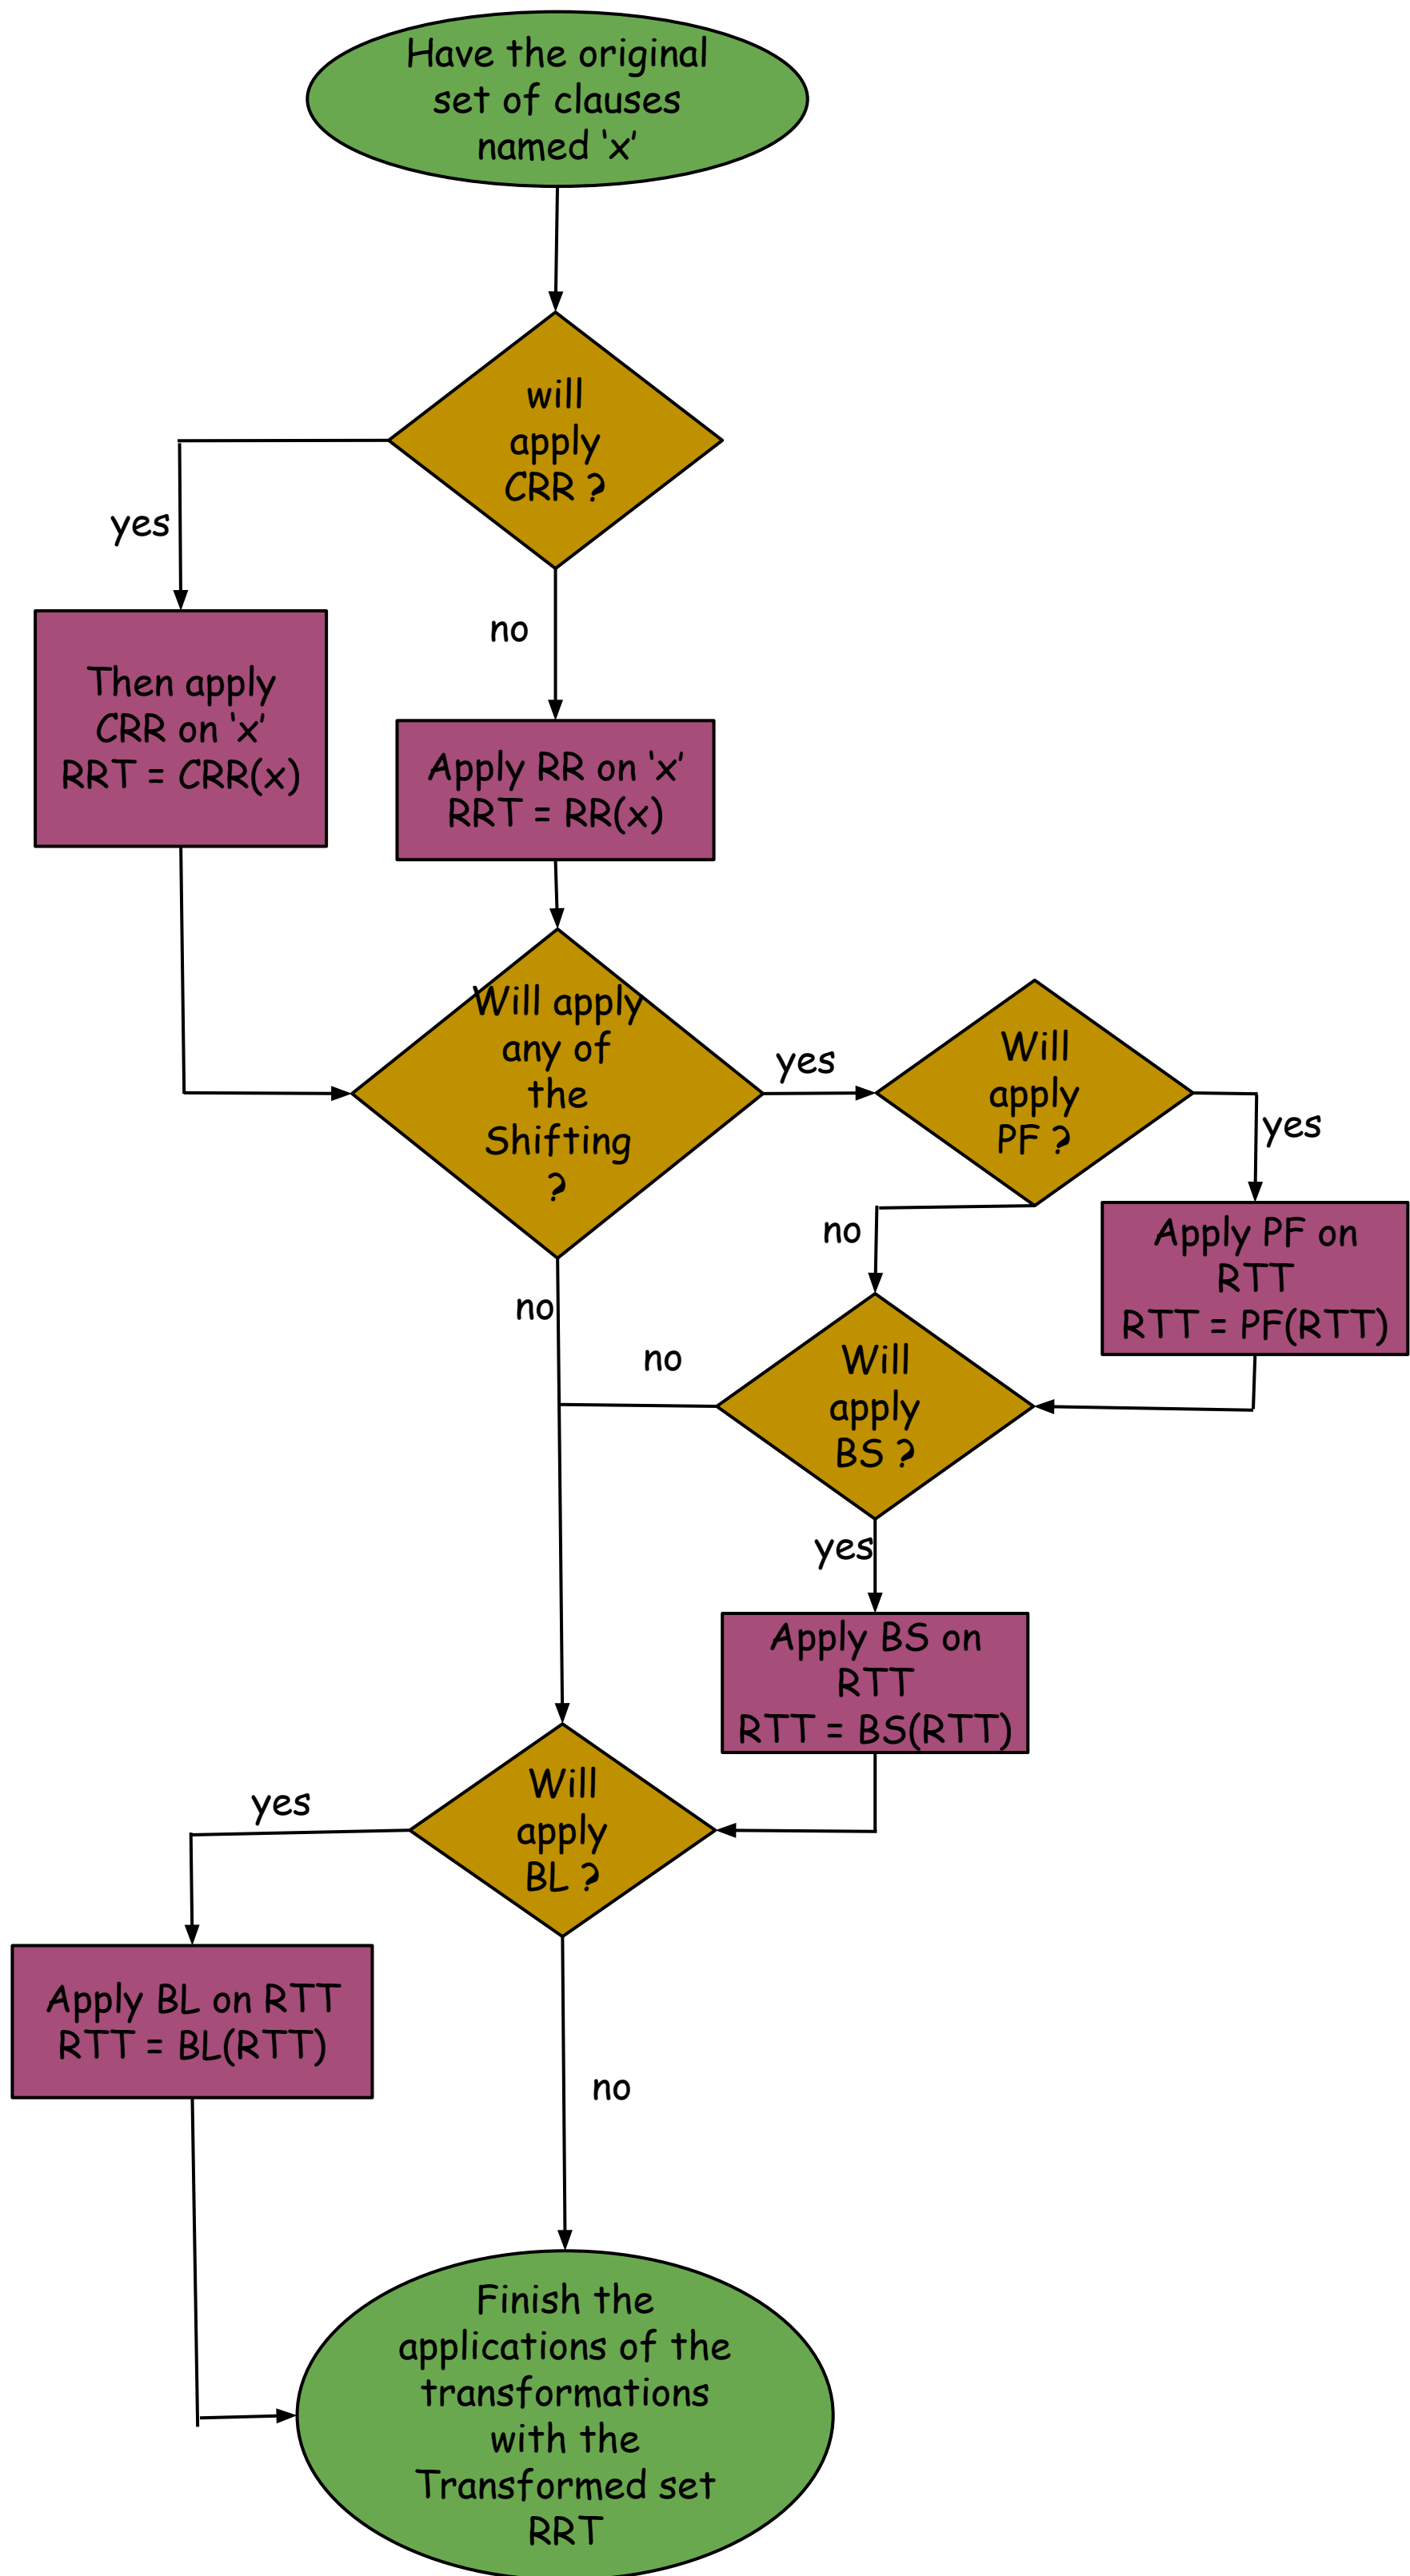 Have the original
set of clauses
named 'x'
will
apply
CRR ?
yes
no
Then apply
CRR on 'x'
RRT = CRR(x)
Apply RR on 'x'
RRT = RR(x)
Will apply
any of
the
Shifting
?
yes
Will
apply
PF ?
yes
no
Apply PF on
RTT
RTT = PF(RTT)
no
no
Will
apply
BS ?
yes
Apply BS on
RTT
RTT = BS(RTT)
Will
apply
BL ?
yes
Apply BL on RTT
RTT = BL(RTT)
no
Finish the
applications of the
transformations
with the
Transformed set
RRT